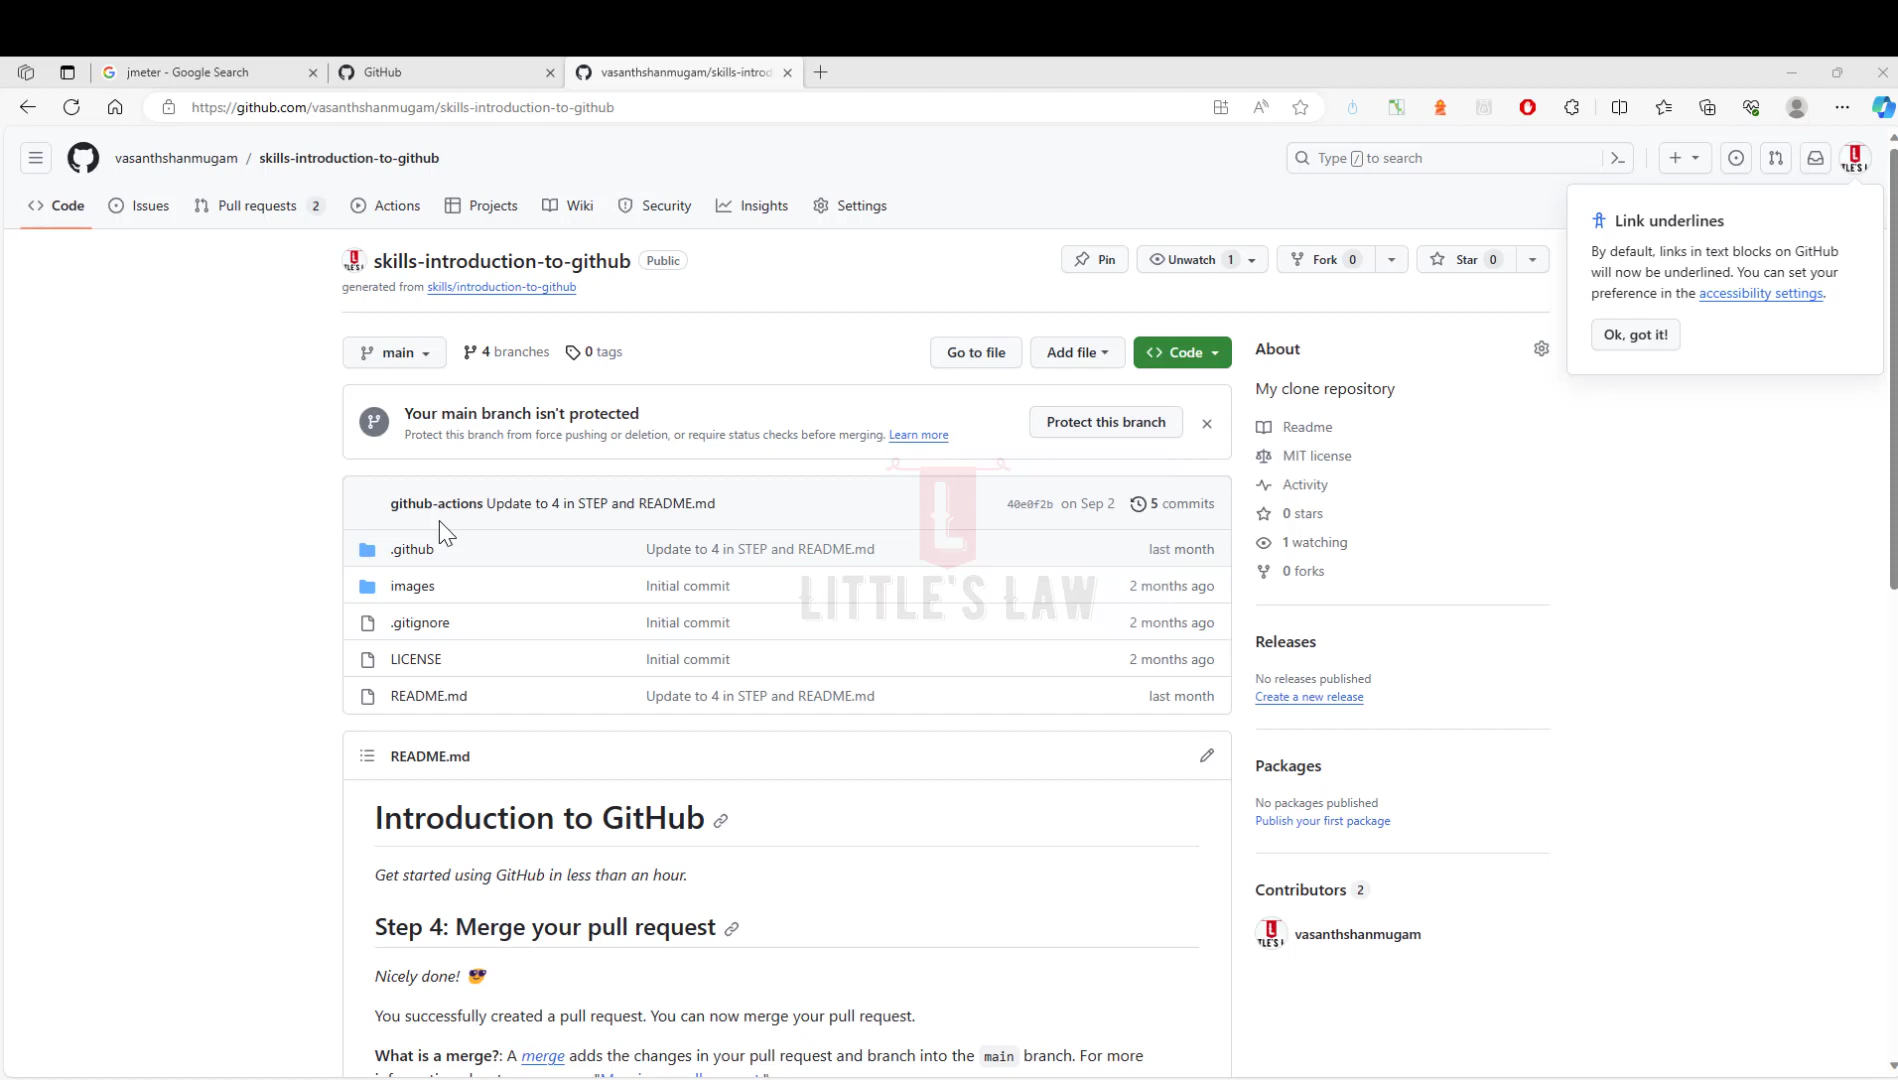 jmeter - Google Search
GitHub
vasanthshanmugam/skills-introd
https://github.com/vasanthshanmugam/skills-introduction-to-github
vasanthshanmugam / skills-introduction-to-github
Type / to search
Code
Issues
Pull requests 2
Actions
Projects
Wiki
Security
Insights
Settings
Link underlines
By default, links in text blocks on GitHub
will now be underlined. You can set your
preference in the accessibility settings.
Ok, got it!
skills-introduction-to-github Public
generated from skills/introduction-to-github
Pin
Unwatch 1
Fork 0
Star 0
main
4 branches
0 tags
Go to file
Add file
Code
Your main branch isn't protected
Protect this branch from force pushing or deletion, or require status checks before merging. Learn more
Protect this branch
github-actions Update to 4 in STEP and README.md
40e0f2b on Sep 2
5 commits
.github Update to 4 in STEP and README.md last month
images Initial commit 2 months ago
.gitignore Initial commit 2 months ago
LICENSE Initial commit 2 months ago
README.md Update to 4 in STEP and README.md last month
L
LITTLE'S LAW
README.md
Introduction to GitHub
Get started using GitHub in less than an hour.
Step 4: Merge your pull request
Nicely done! 😎
You successfully created a pull request. You can now merge your pull request.
What is a merge?: A merge adds the changes in your pull request and branch into the main branch. For more
About
My clone repository
Readme
MIT license
Activity
0 stars
1 watching
0 forks
Releases
No releases published
Create a new release
Packages
No packages published
Publish your first package
Contributors 2
vasanthshanmugam